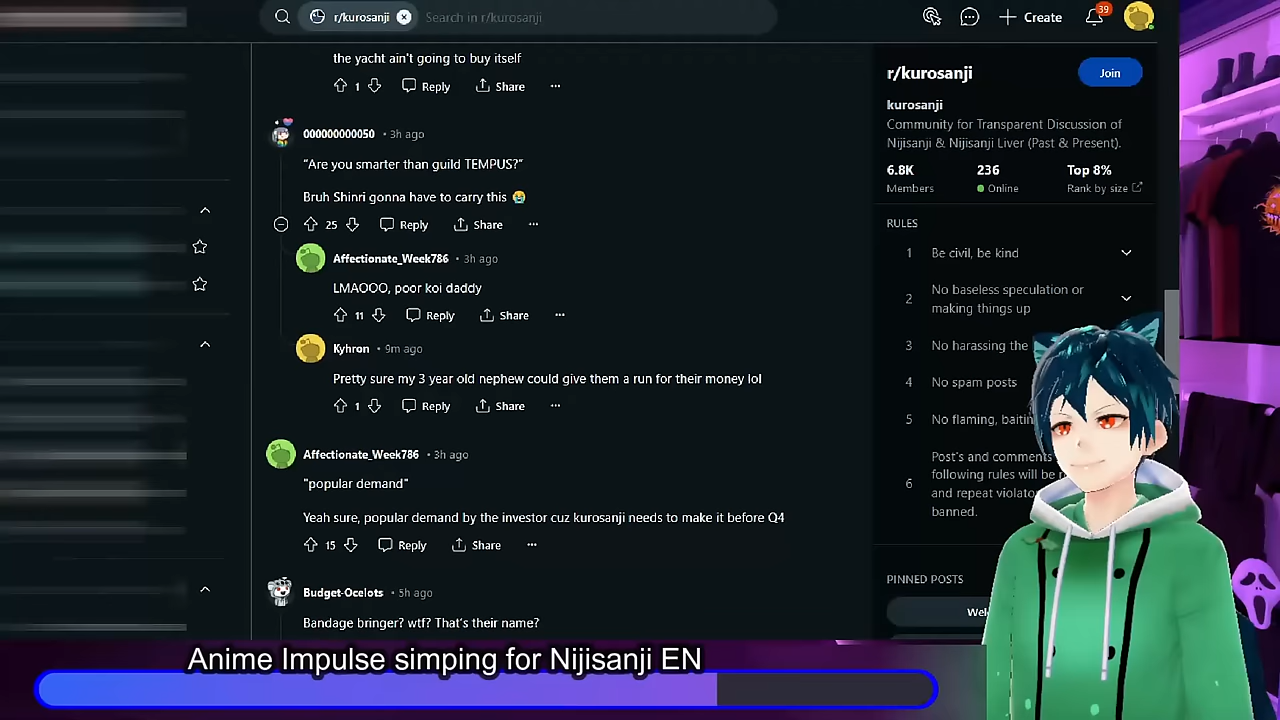 r/kurosanji
Search in r/kurosanji
Create
39
the yacht ain't going to buy itself
1 Reply Share
000000000050 • 3h ago
“Are you smarter than guild TEMPUS?”
Bruh Shinri gonna have to carry this 😭
25 Reply Share
Affectionate_Week786 • 3h ago
LMAOOO, poor koi daddy
11 Reply Share
Kyhron • 9m ago
Pretty sure my 3 year old nephew could give them a run for their money lol
1 Reply Share
Affectionate_Week786 • 3h ago
"popular demand"
Yeah sure, popular demand by the investor cuz kurosanji needs to make it before Q4
15 Reply Share
Budget-Ocelots • 5h ago
Bandage bringer? wtf? That's their name?
r/kurosanji
Join
kurosanji
Community for Transparent Discussion of
Nijisanji & Nijisanji Liver (Past & Present).
6.8K 236 Top 8%
Members Online Rank by size
RULES
1 Be civil, be kind
2 No baseless speculation or
making things up
3 No harassing the
4 No spam posts
5 No flaming, baitin
6 Post's and comments
following rules will be r
and repeat violato
banned.
PINNED POSTS
Wel
Anime Impulse simping for Nijisanji EN